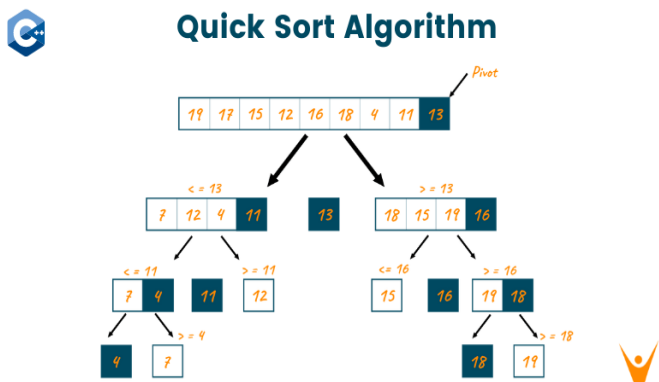 C++
Quick Sort Algorithm
Pivot
19 17 15 12 16 18 4 11 13
< = 13
> = 13
7 12 4 11
13
18 15 19 16
< = 11
> = 11
<= 16
> = 16
7 4
11
12
15
16
19 18
> = 4
> = 18
4
7
18
19